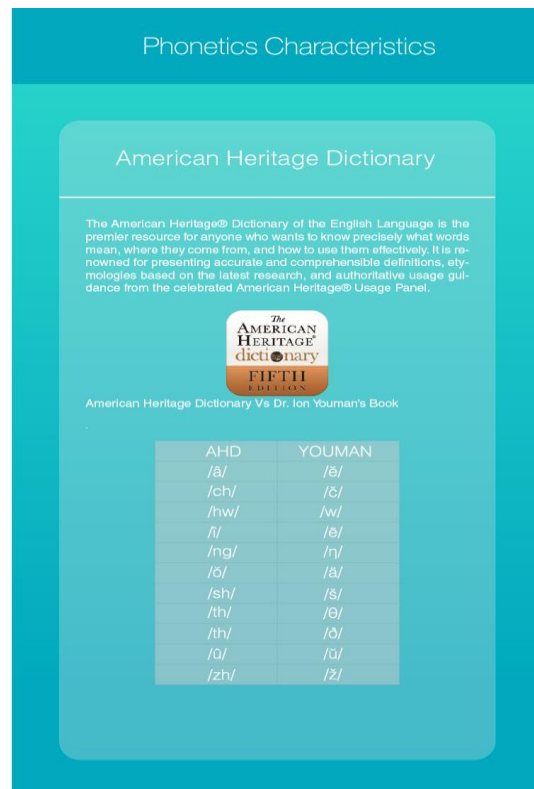 Phonetics Characteristics
American Heritage Dictionary
The American Heritage® Dictionary of the English Language is the
premier resource for anyone who wants to know precisely what words
mean, where they come from, and how to use them effectively. It is re-
nowned for presenting accurate and comprehensible definitions, ety-
mologies based on the latest research, and authoritative usage gui-
dance from the celebrated American Heritage® Usage Panel.
The
AMERICAN
HERITAGE®
dictionary
FIFTH
EDITION
American Heritage Dictionary Vs Dr. Ion Youman's Book
.
AHD YOUMAN
/â/ /ĕ/
/ch/ /č/
/hw/ /w/
/î/ /ē/
/ng/ /η/
/ŏ/ /ä/
/sh/ /š/
/th/ /θ/
/th/ /ð/
/û/ /ŭ/
/zh/ /ž/